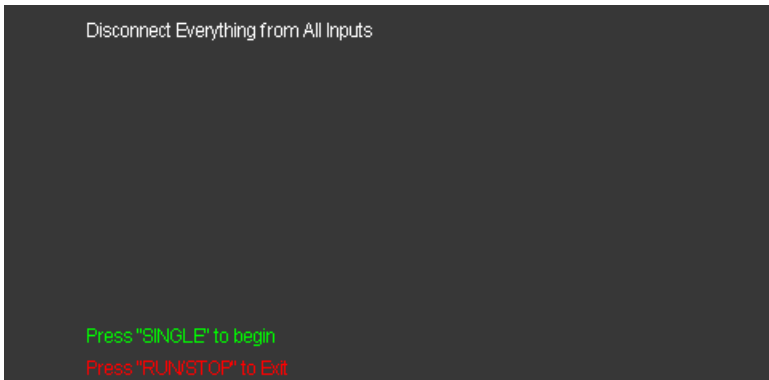 Disconnect Everything from All Inputs
Press "SINGLE" to begin
Press "RUN/STOP" to Exit